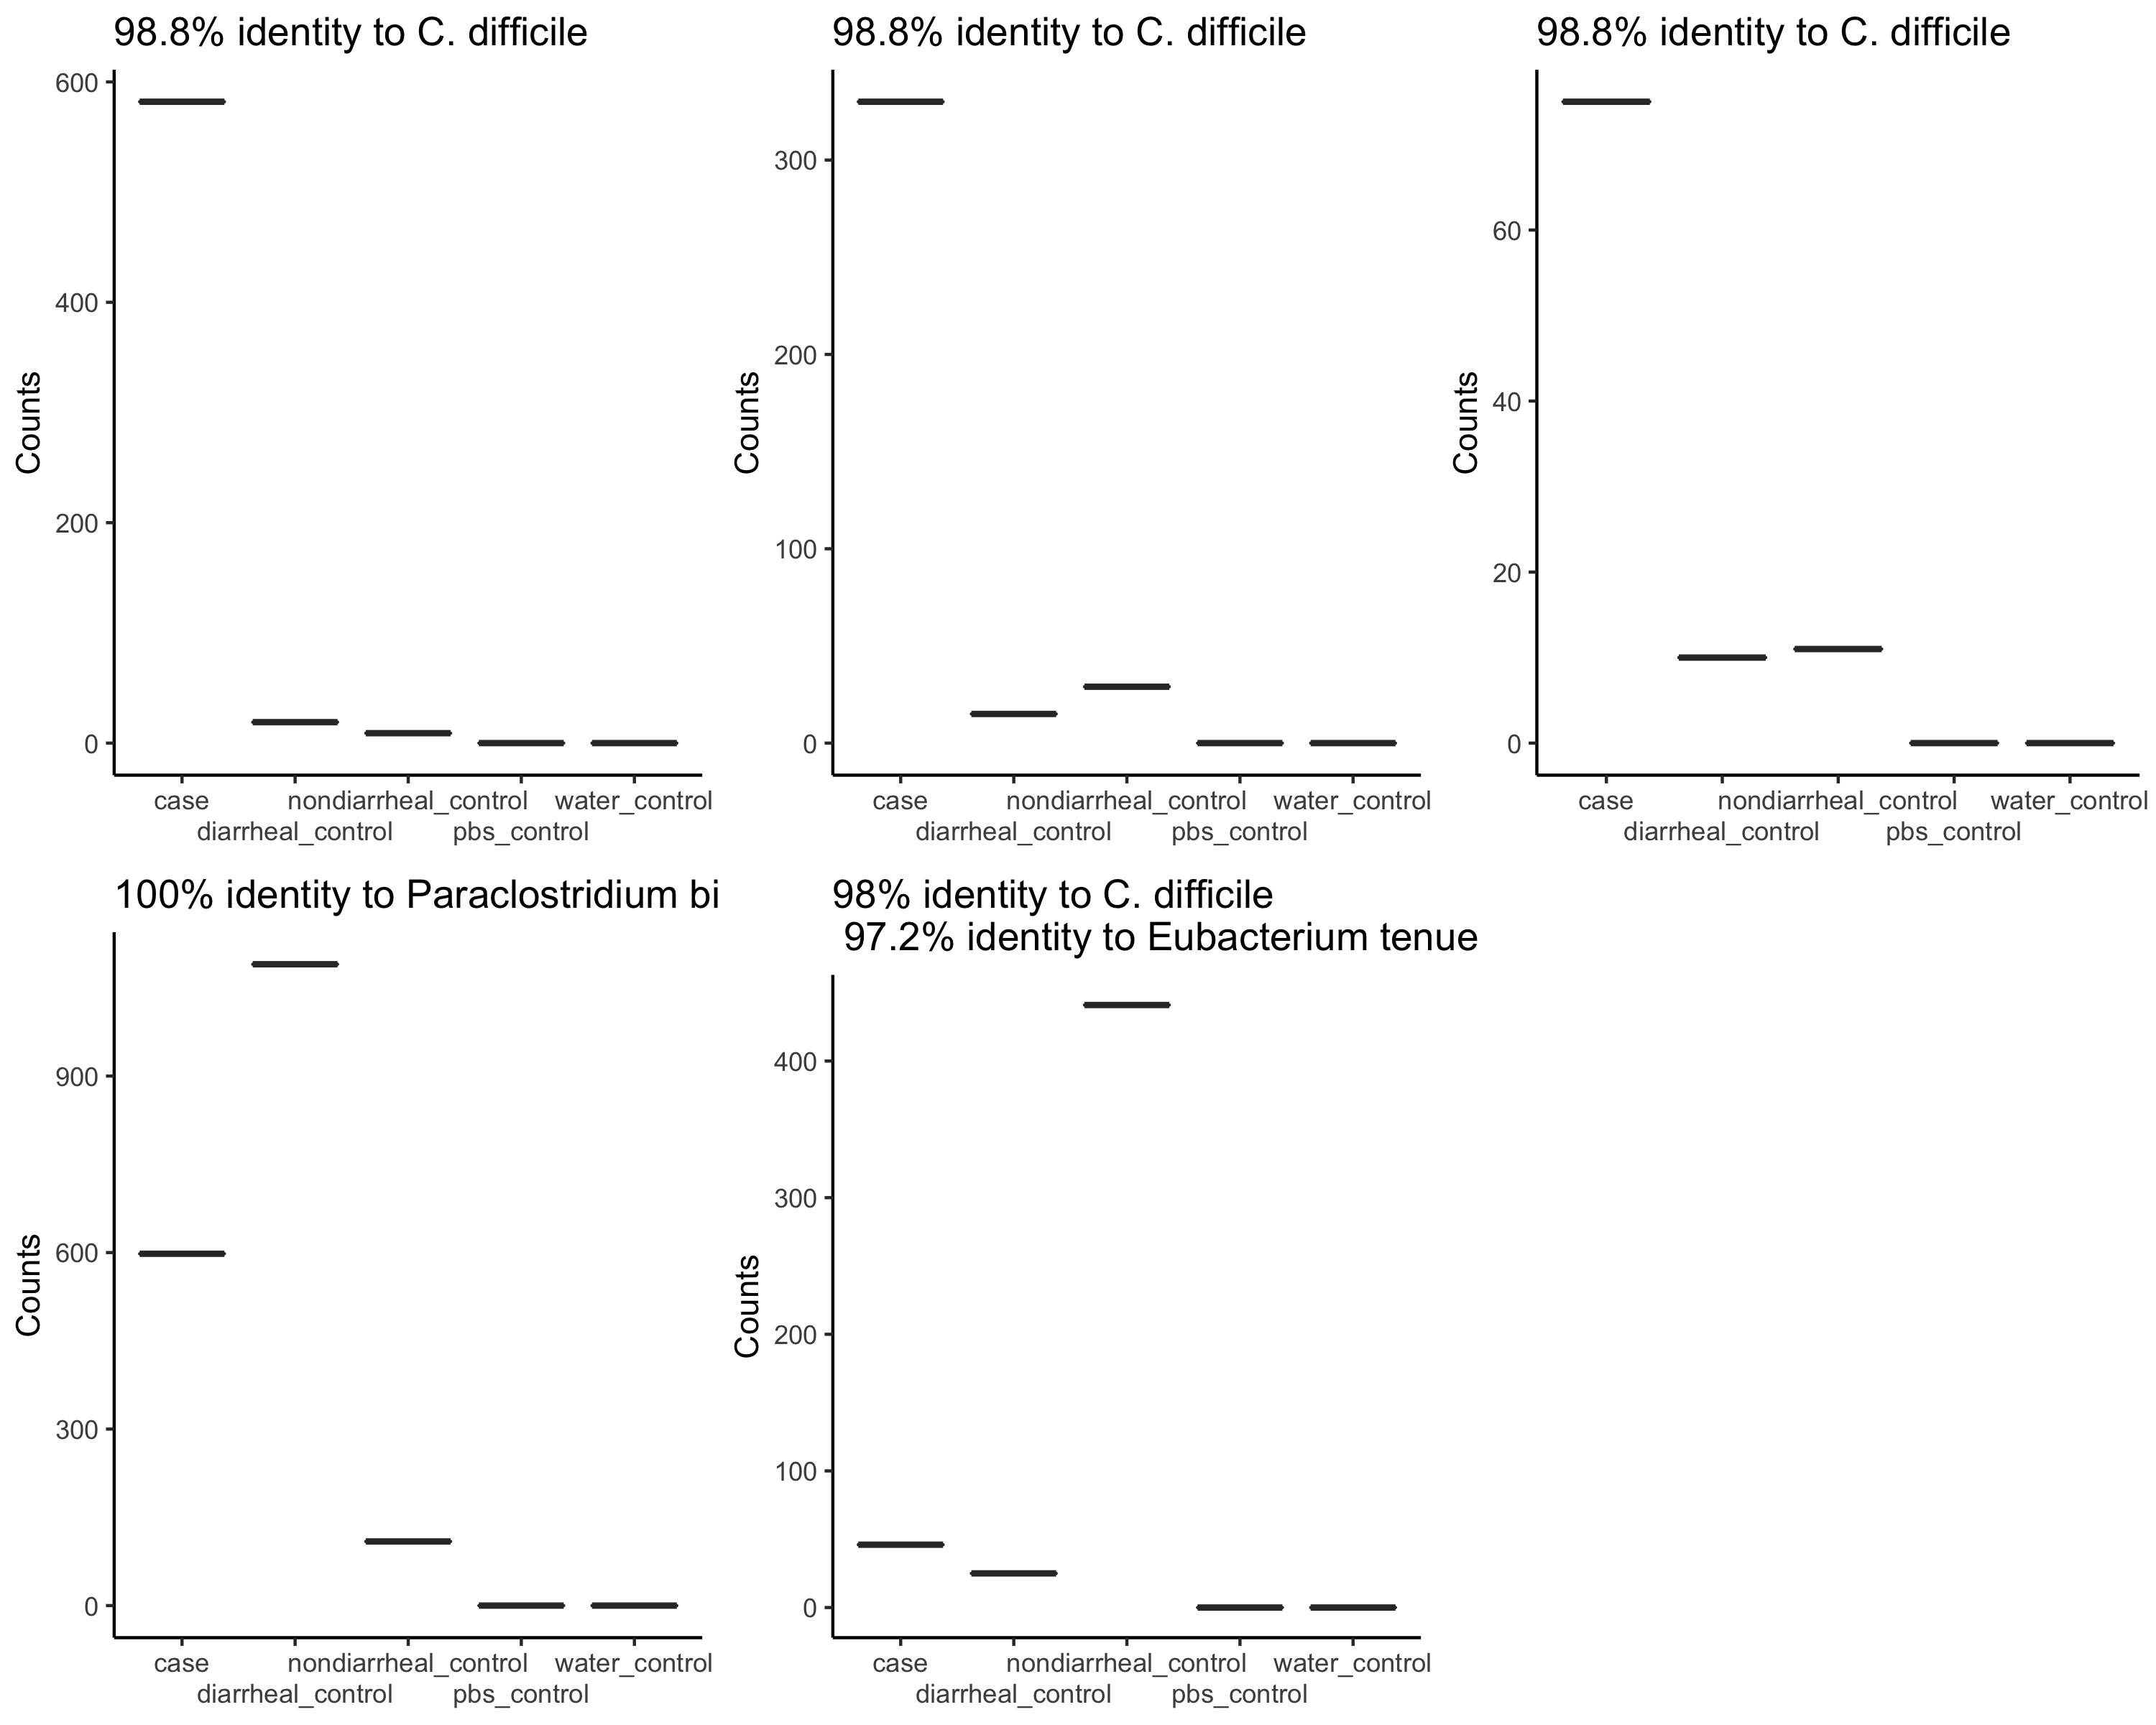 98.8% identity to C. difficile
600
400
200
0
Counts
case
nondiarrheal_control
water_control
diarrheal_control
pbs_control
98.8% identity to C. difficile
300
200
100
0
Counts
case
nondiarrheal_control
water_control
diarrheal_control
pbs_control
98.8% identity to C. difficile
60
40
20
0
Counts
case
nondiarrheal_control
water_control
diarrheal_control
pbs_control
100% identity to Paraclostridium bi
900
600
300
0
Counts
case
nondiarrheal_control
water_control
diarrheal_control
pbs_control
98% identity to C. difficile
97.2% identity to Eubacterium tenue
400
300
200
100
0
Counts
case
nondiarrheal_control
water_control
diarrheal_control
pbs_control